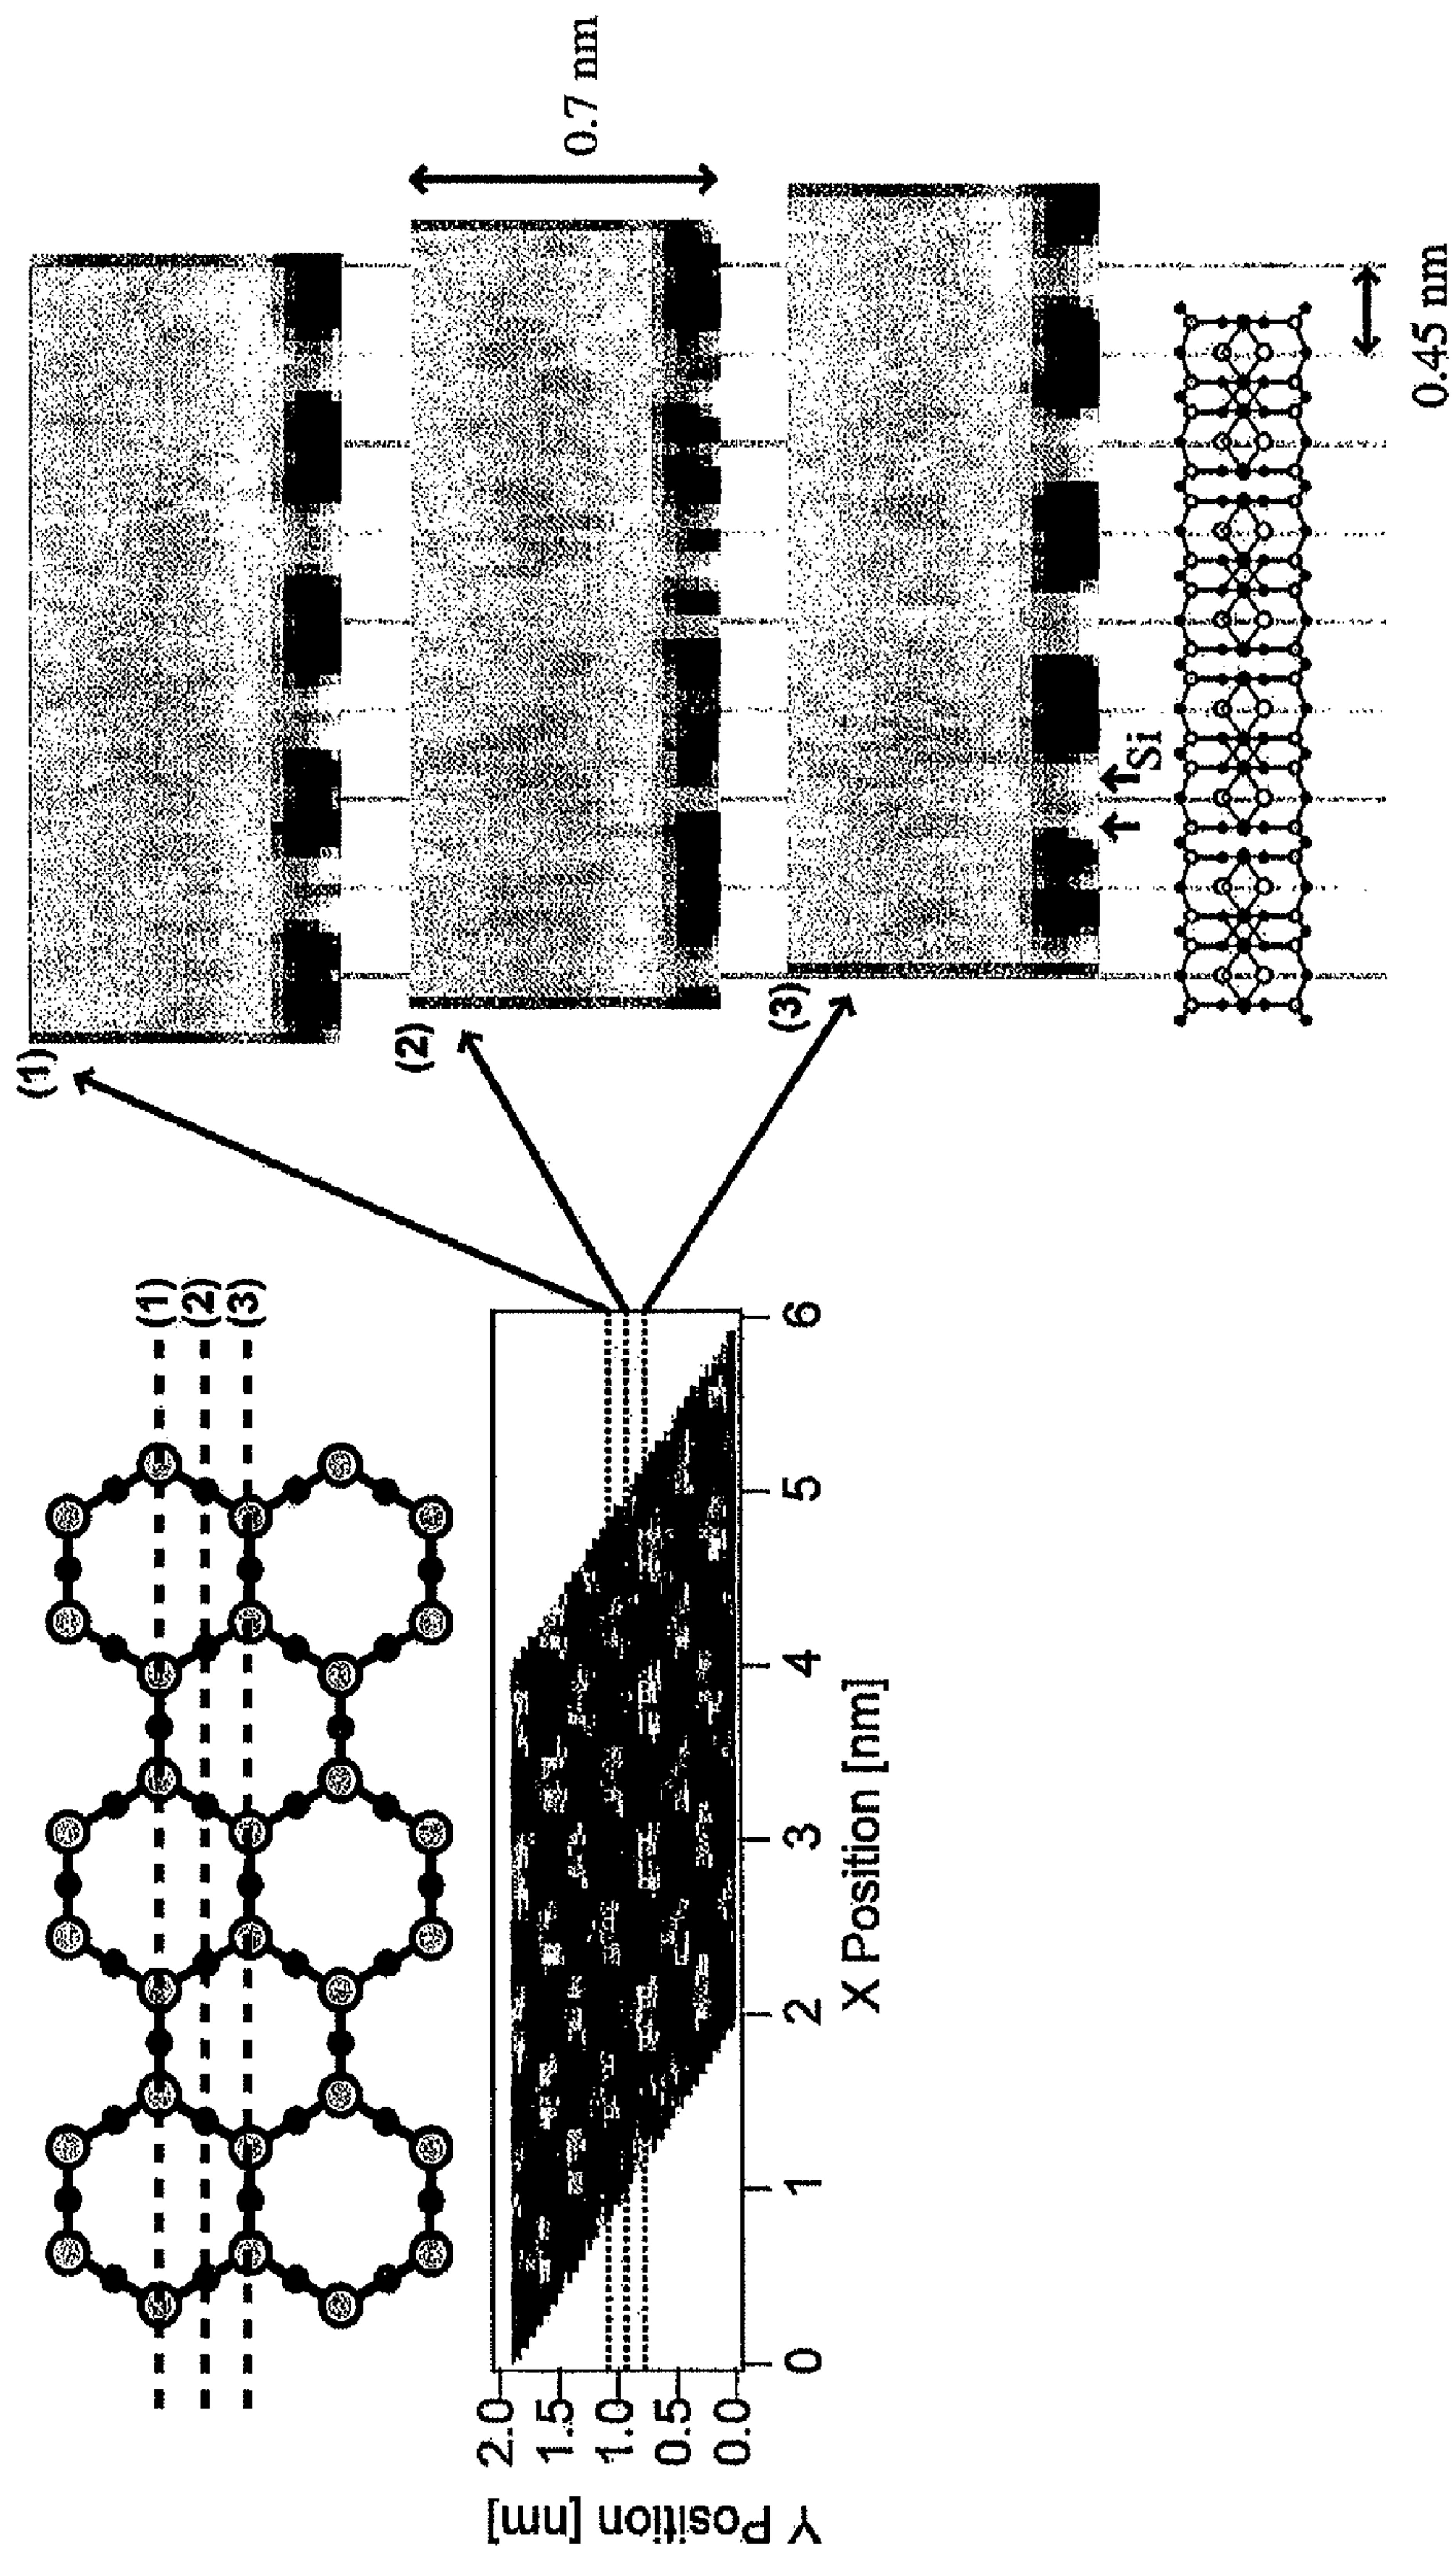 (1)
(2)
(3)
2.0
1.5
1.0
0.5
0.0
Y Position [nm]
0 1 2 3 4 5 6
X Position [nm]
(1)
(2)
0.7 nm
(3)
Si
0.45 nm